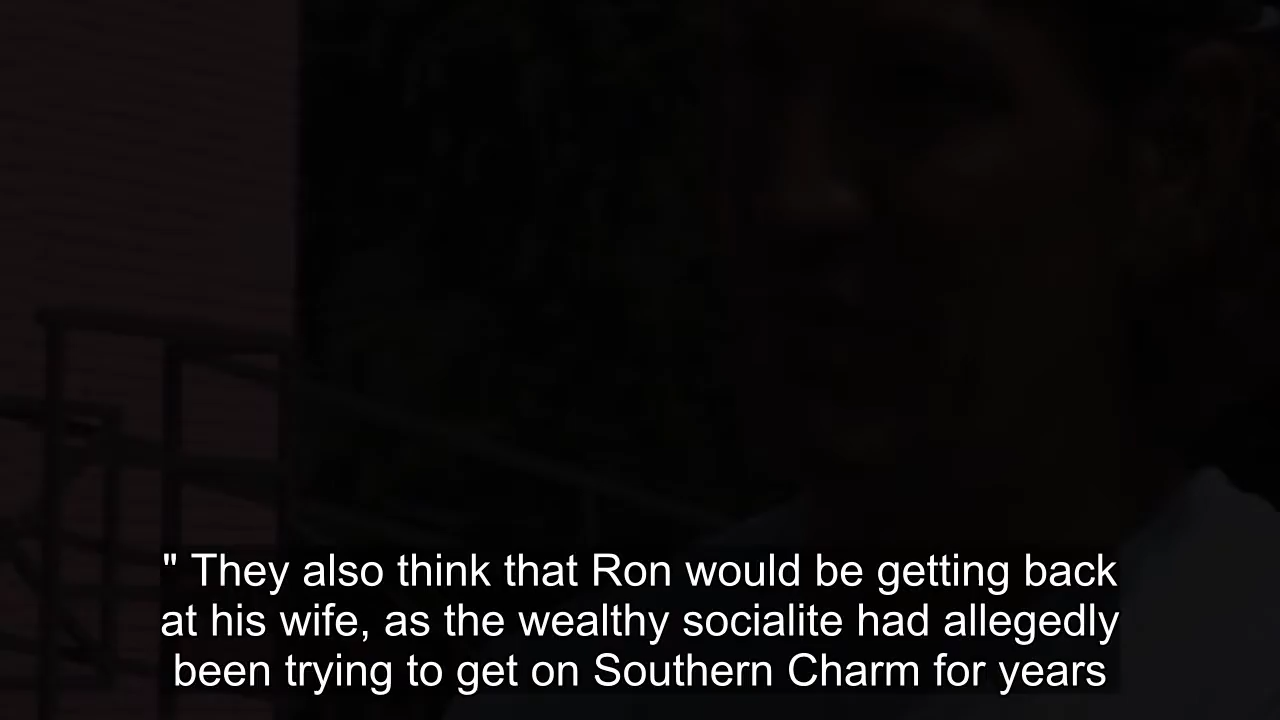 " They also think that Ron would be getting back
at his wife, as the wealthy socialite had allegedly
been trying to get on Southern Charm for years